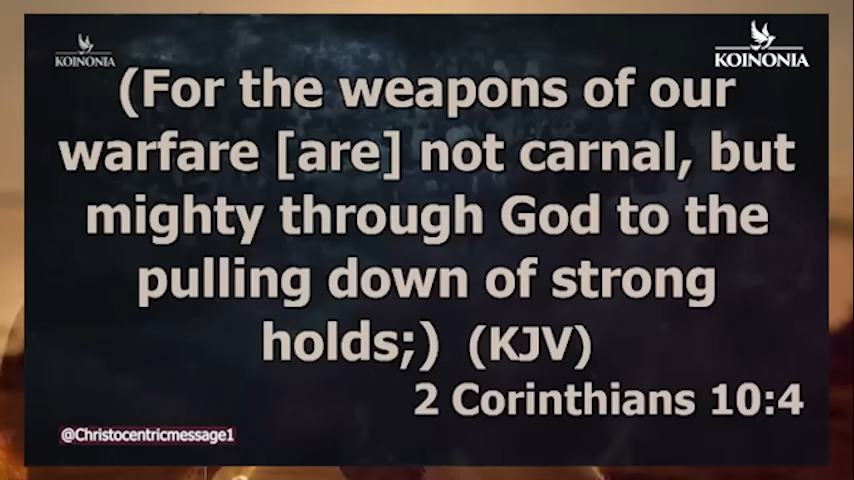 KOINONIA
KOINONIA
(For the weapons of our
warfare [are] not carnal, but
mighty through God to the
pulling down of strong
holds;) (KJV)
2 Corinthians 10:4
@Christocentricmessage1